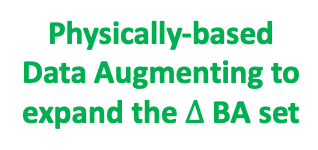 Physically-based
Data Augmenting to
expand the Δ BA set